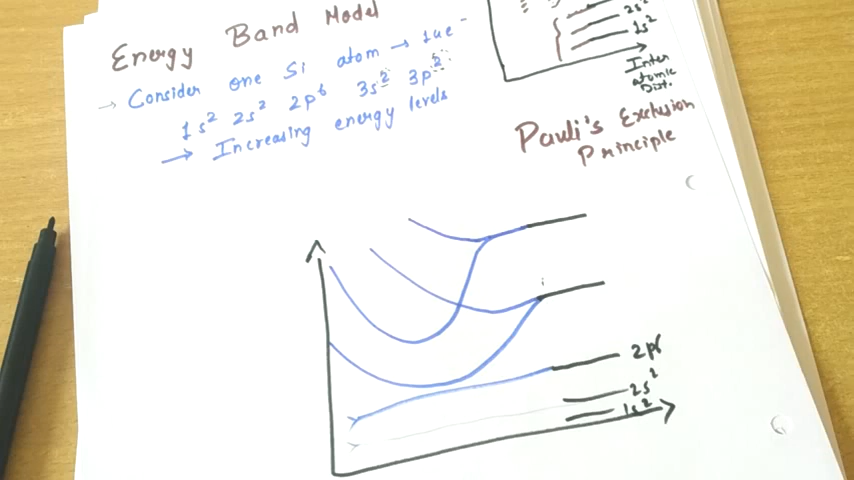 Energy Band Model
→ Consider one Si atom → 14e⁻
1s² 2s² 2p⁶ 3s² 3p²
→ Increasing energy levels
2s²
1s²
Inter
atomic
Dist.
Pauli's Exclusion
Principle
2p⁶
2s²
1s²